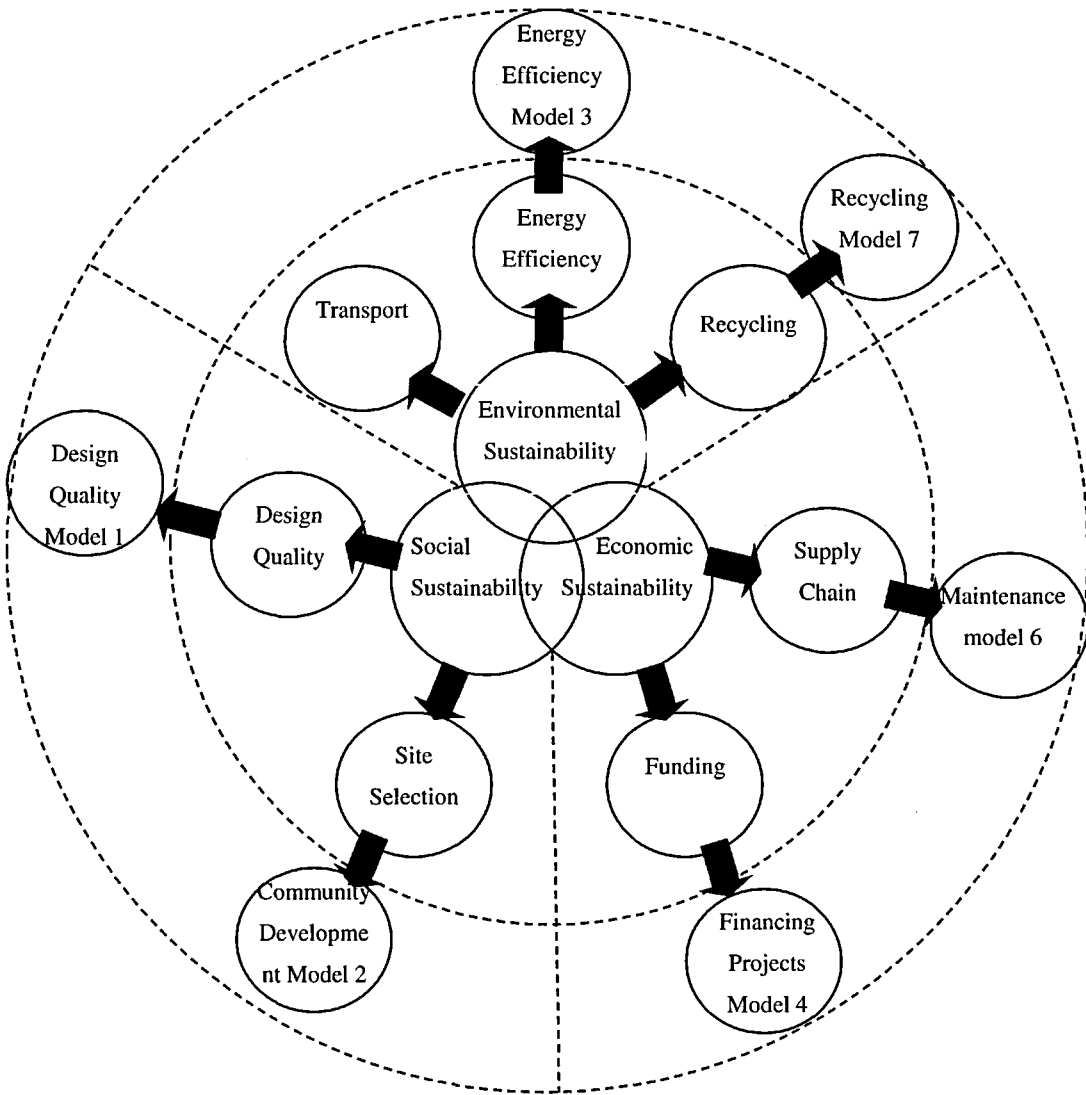 Energy
Efficiency
Model 3
Recycling
Model 7
Energy
Efficiency
Transport
Recycling
Environmental
Sustainability
Design
Quality
Model 1
Design
Quality
Social
Sustainability
Economic
Sustainability
Supply
Chain
Maintenance
model 6
Site
Selection
Funding
Community
Developme
nt Model 2
Financing
Projects
Model 4